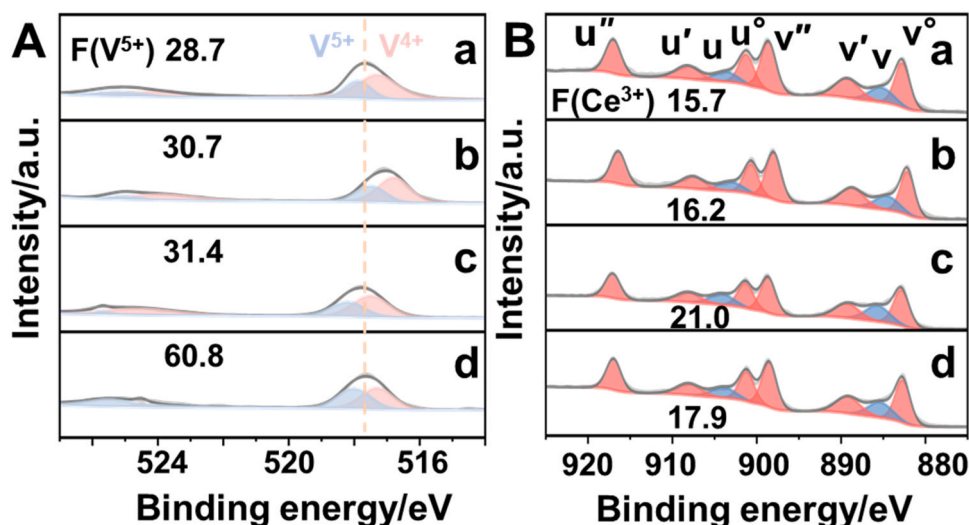 A
F(V⁵⁺) 28.7
V⁵⁺ V⁴⁺
a
30.7
b
31.4
c
60.8
d
Intensity/a.u.
524 520 516
Binding energy/eV
B
u″ u′ u u° v″ v′ v v°
a
F(Ce³⁺) 15.7
b
16.2
c
21.0
d
17.9
Intensity/a.u.
920 910 900 890 880
Binding energy/eV